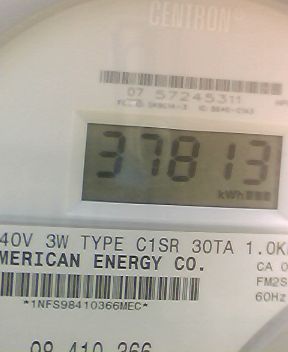 CENTRON®
07 57245311
37813
kWh
40V 3W TYPE C1SR 30TA 1.0K
MERICAN ENERGY CO.
CA 0
FM2S
*1NFS98410366MEC*
60Hz
98 410 366